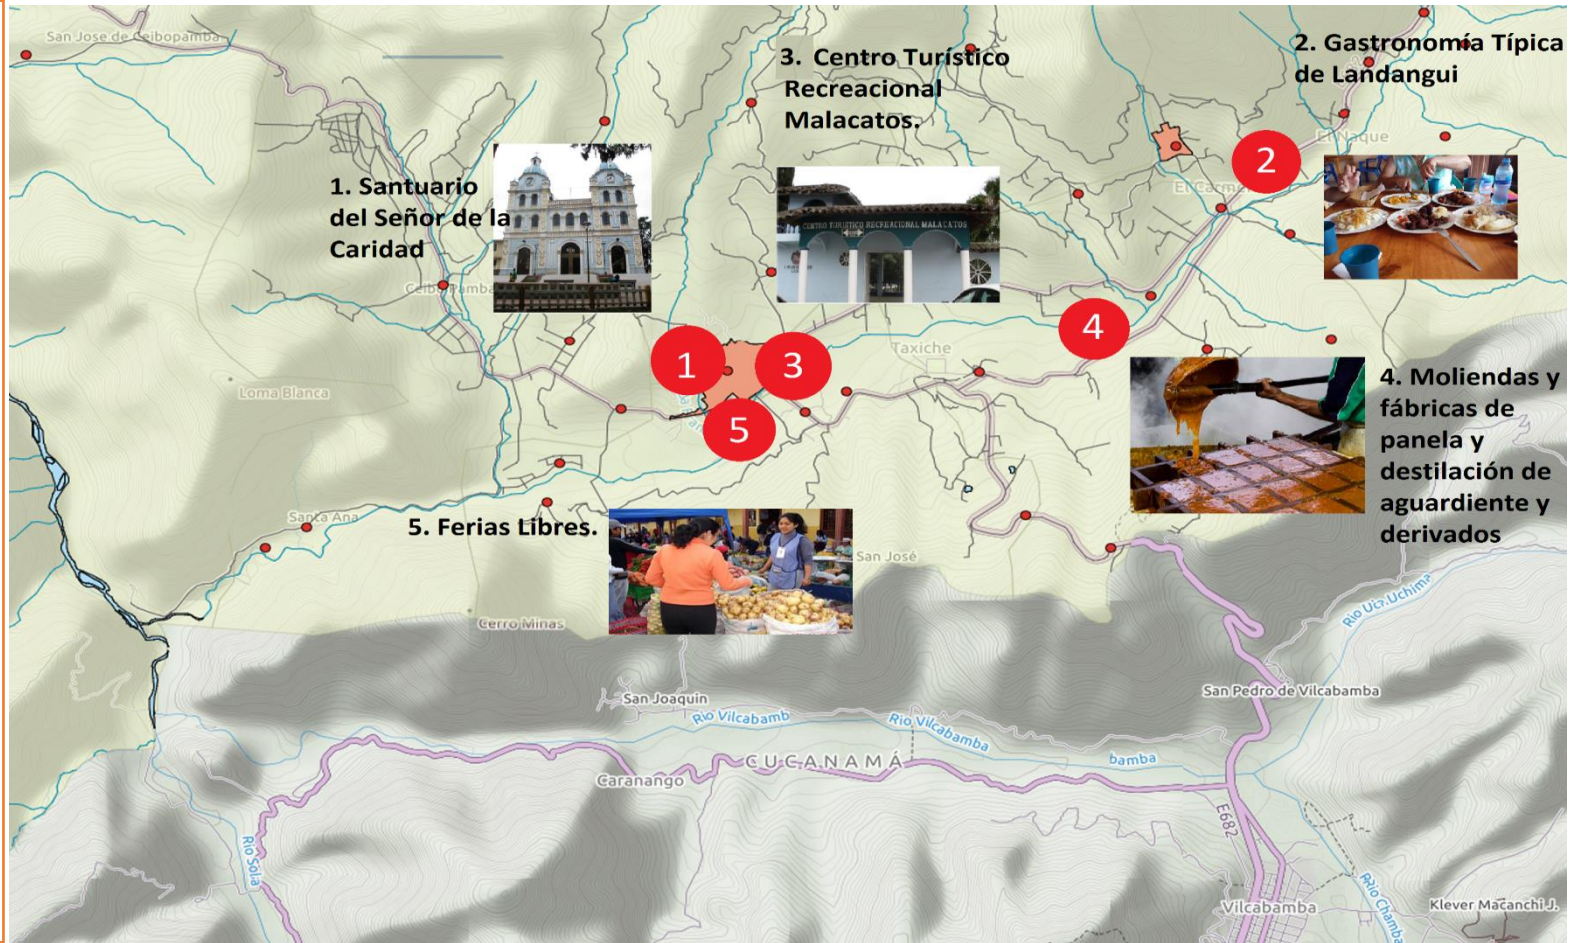 San Jose de Ceibopamba
3. Centro Turístico
Recreacional
Malacatos.
2. Gastronomía Típica
de Landangui
El Naque
1. Santuario
del Señor de la
Caridad
CENTRO TURISTICO RECREACIONAL MALACATOS
2
El Carmen
Ceibo Pamba
4
1
3
Taxiche
Loma Blanca
5
4. Moliendas y
fábricas de
panela y
destilación de
aguardiente y
derivados
Santa Ana
5. Ferias Libres.
San José
Cerro Minas
Rio Uchima
San Joaquin
San Pedro de Vilcabamba
Rio Vilcabamb
Rio Vilcabamba
bamba
CUCANAMÁ
Caranango
E682
Rio Sola
Rio Chamba
Vilcabamba
Klever Macanchi J.